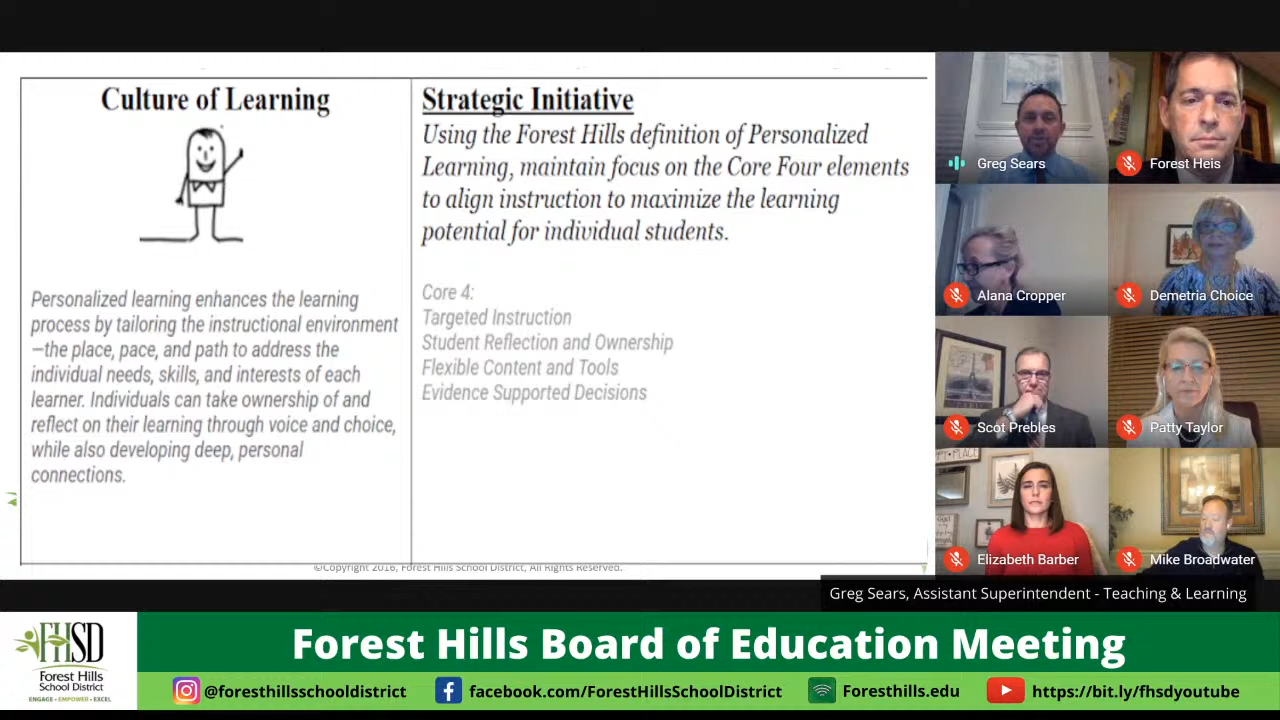 Culture of Learning
Personalized learning enhances the learning
process by tailoring the instructional environment
—the place, pace, and path to address the
individual needs, skills, and interests of each
learner. Individuals can take ownership of and
reflect on their learning through voice and choice,
while also developing deep, personal
connections.
Strategic Initiative
Using the Forest Hills definition of Personalized
Learning, maintain focus on the Core Four elements
to align instruction to maximize the learning
potential for individual students.
Core 4:
Targeted Instruction
Student Reflection and Ownership
Flexible Content and Tools
Evidence Supported Decisions
©Copyright 2016, Forest Hills School District, All Rights Reserved.
Greg Sears
Forest Heis
Alana Cropper
Demetria Choice
Scot Prebles
Patty Taylor
Elizabeth Barber
Mike Broadwater
Greg Sears, Assistant Superintendent - Teaching & Learning
FHSD
Forest Hills
School District
ENGAGE • EMPOWER • EXCEL
Forest Hills Board of Education Meeting
@foresthillsschooldistrict
facebook.com/ForestHillsSchoolDistrict
Foresthills.edu
https://bit.ly/fhsdyoutube